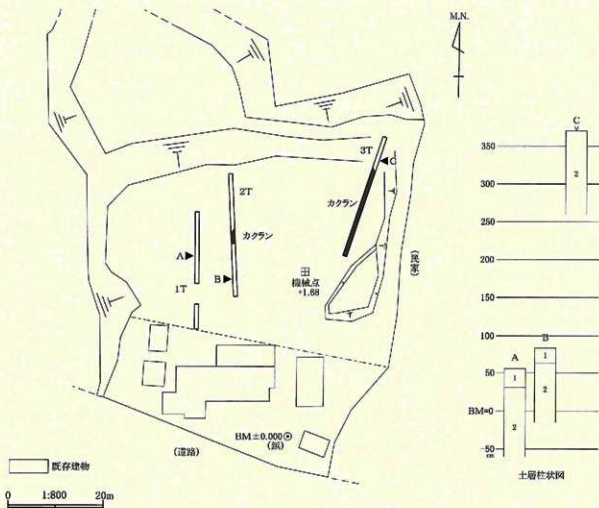 M.N.
3T
C
2T
カクラン
カクラン
A
B
1T
機械点
+1.68
(民家)
BM±0.000
(鋲)
(道路)
既存建物
0 1:800 20m
C
350
2
300
250
200
150
100
B
A
1
50
1
2
BM=0
2
-50
cm
土層柱状図